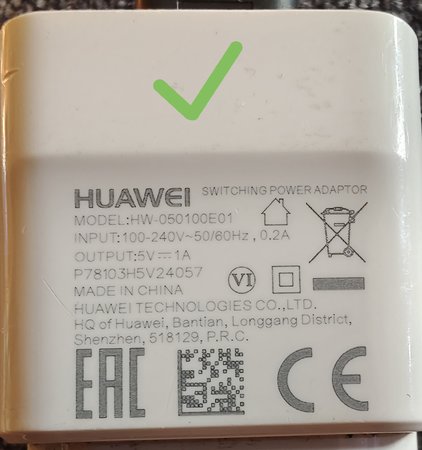 HUAWEI SWITCHING POWER ADAPTOR
MODEL:HW-050100E01
INPUT:100-240V~50/60Hz, 0.2A
OUTPUT:5V⎓1A
P78103H5V24057
VI
MADE IN CHINA
HUAWEI TECHNOLOGIES CO.,LTD.
HQ of Huawei, Bantian, Longgang District,
Shenzhen, 518129, P.R.C.
EAC CE